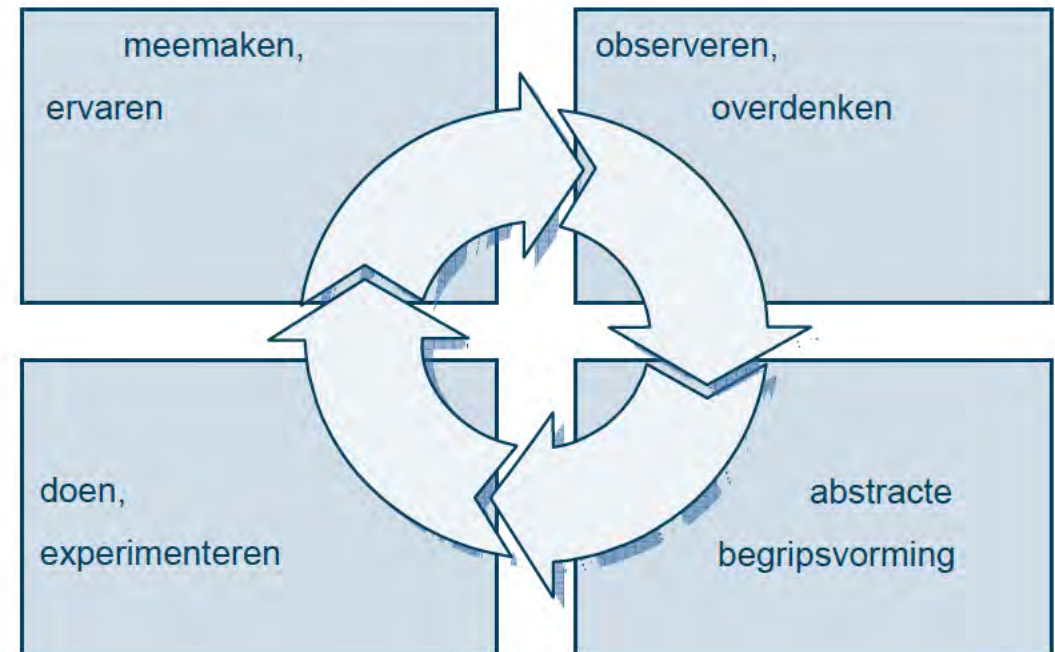 meemaken,
ervaren
observeren,
overdenken
doen,
experimenteren
abstracte
begripsvorming